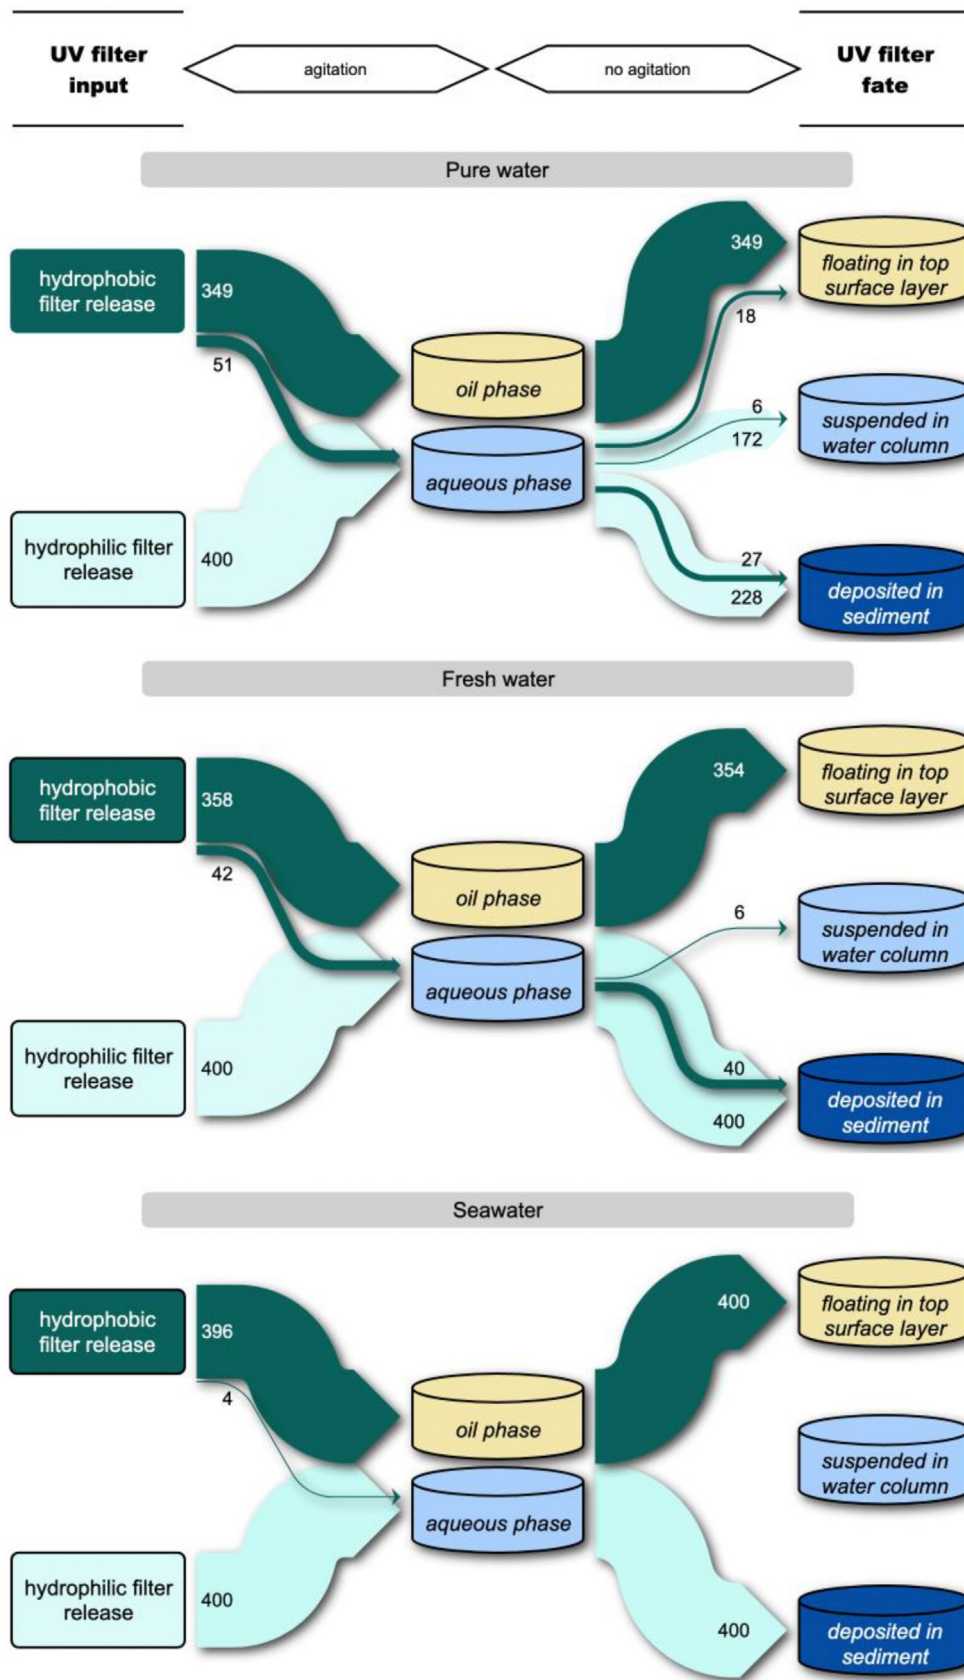 UV filter
input
agitation
no agitation
UV filter
fate
Pure water
hydrophobic
filter release
349
51
hydrophilic filter
release
400
oil phase
aqueous phase
349
18
6
172
27
228
floating in top
surface layer
suspended in
water column
deposited in
sediment
Fresh water
hydrophobic
filter release
358
42
hydrophilic filter
release
400
oil phase
aqueous phase
354
6
40
400
floating in top
surface layer
suspended in
water column
deposited in
sediment
Seawater
hydrophobic
filter release
396
4
hydrophilic filter
release
400
oil phase
aqueous phase
400
400
floating in top
surface layer
suspended in
water column
deposited in
sediment